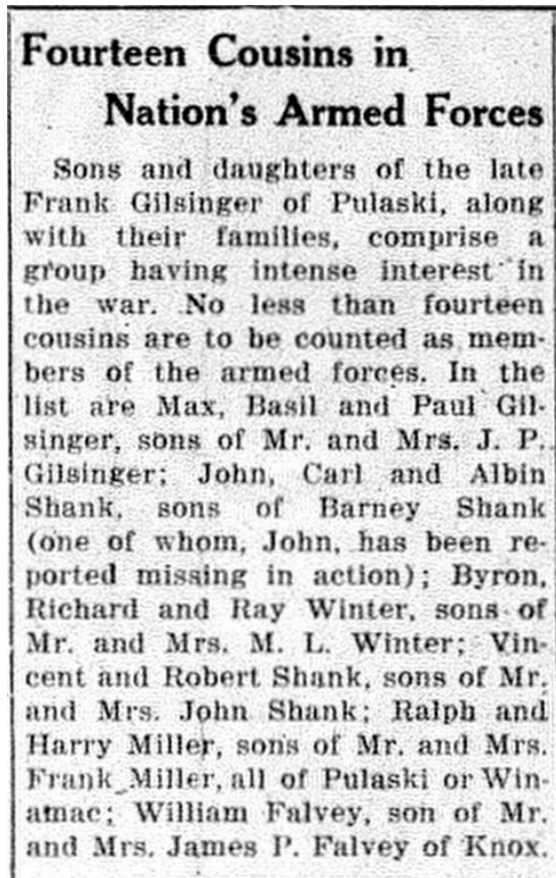 Fourteen Cousins in
Nation's Armed Forces
Sons and daughters of the late
Frank Gilsinger of Pulaski, along
with their families, comprise a
group having intense interest in
the war. No less than fourteen
cousins are to be counted as mem-
bers of the armed forces. In the
list are Max, Basil and Paul Gil-
singer, sons of Mr. and Mrs. J. P.
Gilsinger; John, Carl and Albin
Shank, sons of Barney Shank
(one of whom, John, has been re-
ported missing in action); Byron,
Richard and Ray Winter, sons of
Mr. and Mrs. M. L. Winter; Vin-
cent and Robert Shank, sons of Mr.
and Mrs. John Shank; Ralph and
Harry Miller, sons of Mr. and Mrs.
Frank Miller, all of Pulaski or Win-
amac; William Falvey, son of Mr.
and Mrs. James P. Falvey of Knox.